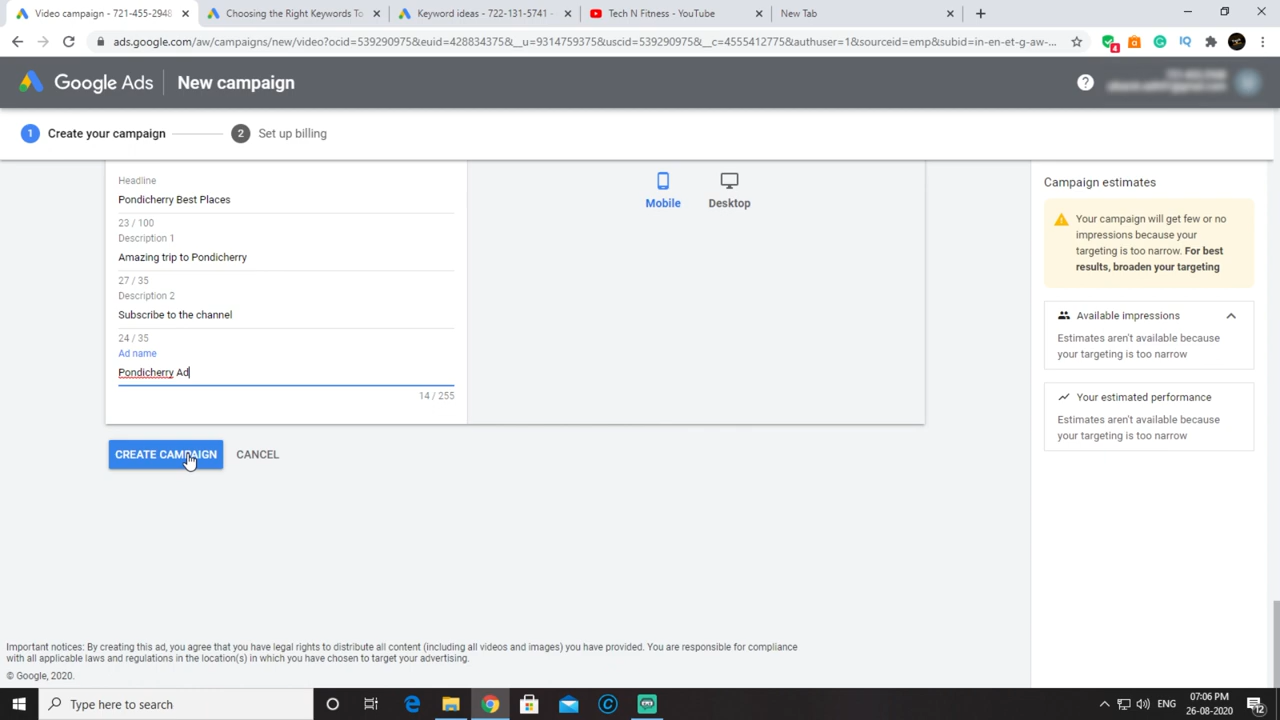 Video campaign - 721-455-2948
Choosing the Right Keywords To
Keyword ideas - 722-131-5741 -
Tech N Fitness - YouTube
New Tab
ads.google.com/aw/campaigns/new/video?ocid=539290975&euid=428834375&__u=9314759375&uscid=539290975&__c=4555412775&authuser=1&sourceid=emp&subid=in-en-et-g-aw-...
4
IQ
Google Ads
New campaign
1 Create your campaign
2 Set up billing
Headline
Pondicherry Best Places
23 / 100
Description 1
Amazing trip to Pondicherry
27 / 35
Description 2
Subscribe to the channel
24 / 35
Ad name
Pondicherry Ad
14 / 255
CREATE CAMPAIGN
CANCEL
Mobile
Desktop
Campaign estimates
Your campaign will get few or no
impressions because your
targeting is too narrow. For best
results, broaden your targeting
Available impressions
Estimates aren't available because
your targeting is too narrow
Your estimated performance
Estimates aren't available because
your targeting is too narrow
Important notices: By creating this ad, you agree that you have legal rights to distribute all content (including all videos and images) you have provided. You are responsible for compliance
with all applicable laws and regulations in the location(s) in which you have chosen to target your advertising.
© Google, 2020.
Type here to search
ENG
07:06 PM
26-08-2020
12